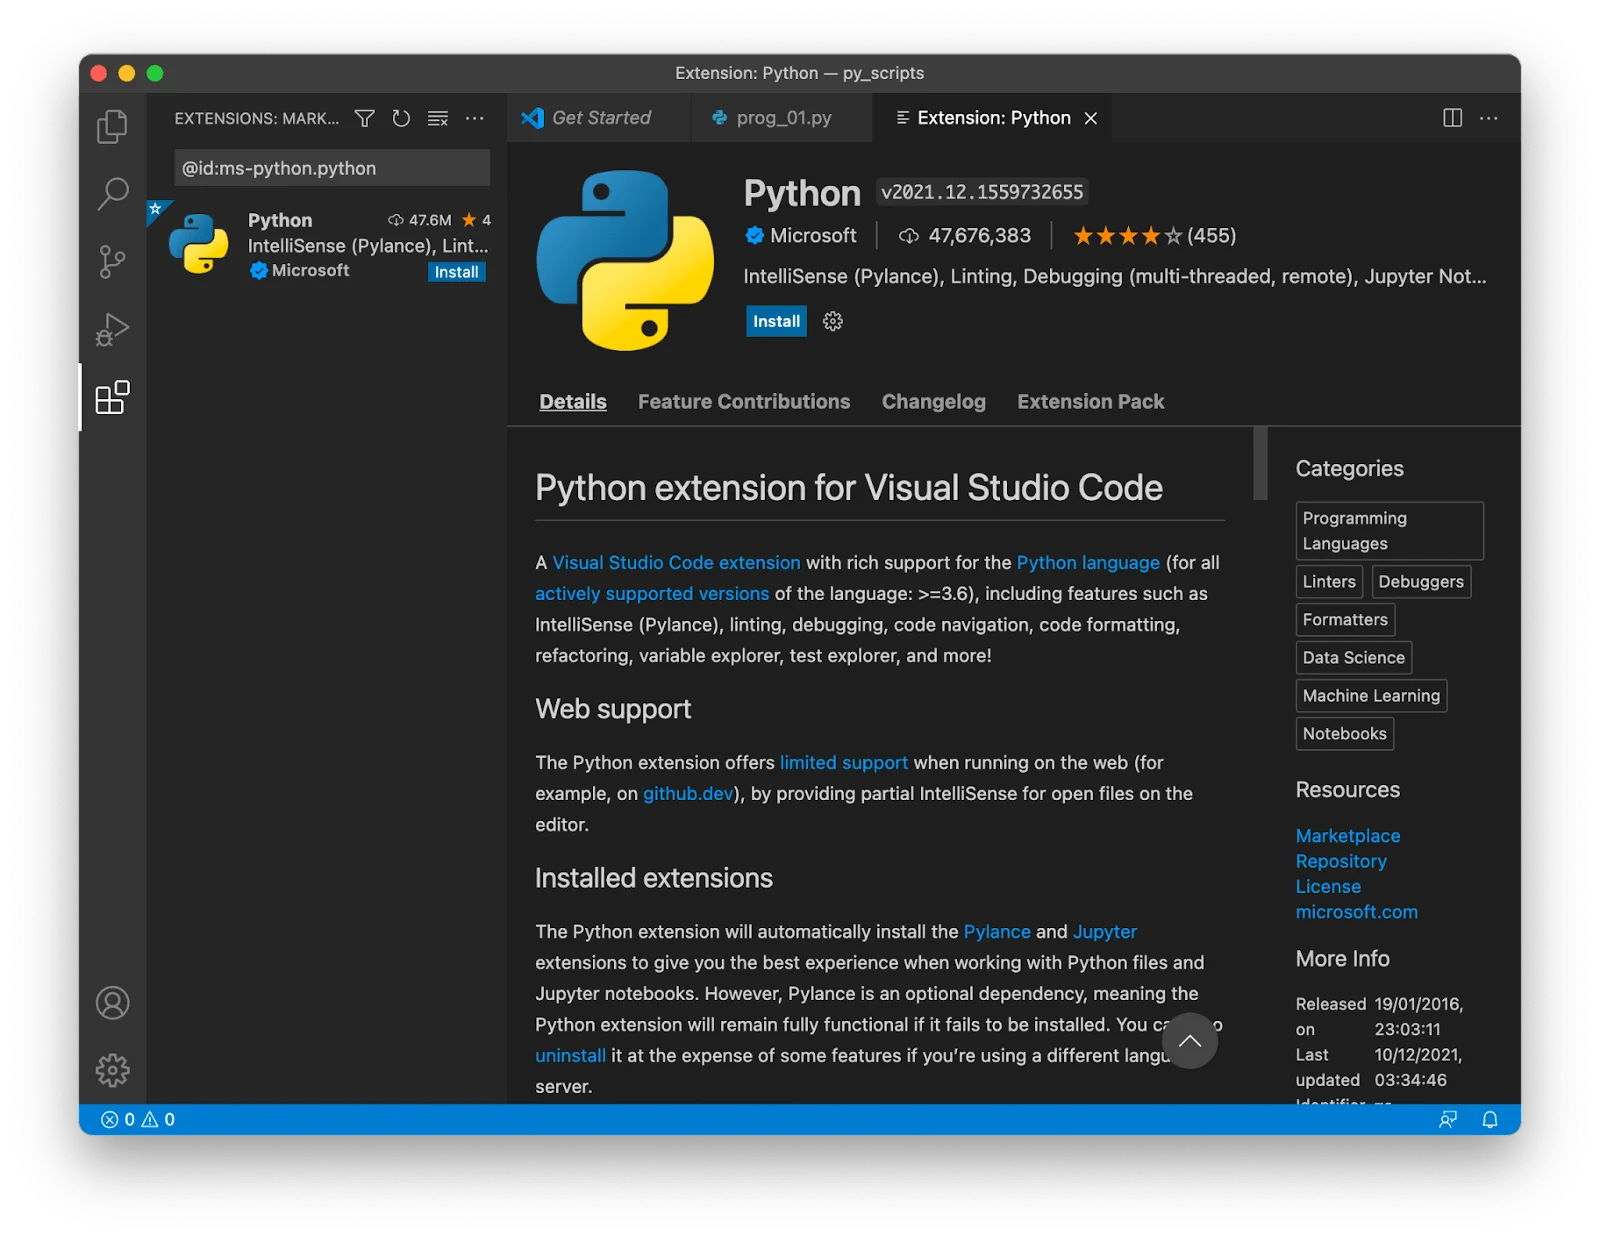 Extension: Python — py_scripts
EXTENSIONS: MARK...
@id:ms-python.python
Python 47.6M 4
IntelliSense (Pylance), Lint...
Microsoft Install
Get Started prog_01.py Extension: Python
Python v2021.12.1559732655
Microsoft 47,676,383 (455)
IntelliSense (Pylance), Linting, Debugging (multi-threaded, remote), Jupyter Not...
Install
Details Feature Contributions Changelog Extension Pack
Python extension for Visual Studio Code
A Visual Studio Code extension with rich support for the Python language (for all
actively supported versions of the language: >=3.6), including features such as
IntelliSense (Pylance), linting, debugging, code navigation, code formatting,
refactoring, variable explorer, test explorer, and more!
Web support
The Python extension offers limited support when running on the web (for
example, on github.dev), by providing partial IntelliSense for open files on the
editor.
Installed extensions
The Python extension will automatically install the Pylance and Jupyter
extensions to give you the best experience when working with Python files and
Jupyter notebooks. However, Pylance is an optional dependency, meaning the
Python extension will remain fully functional if it fails to be installed. You
uninstall it at the expense of some features if you’re using a different
server.
Categories
Programming
Languages
Linters Debuggers
Formatters
Data Science
Machine Learning
Notebooks
Resources
Marketplace
Repository
License
microsoft.com
More Info
Released 19/01/2016,
on 23:03:11
Last 10/12/2021,
updated 03:34:46
0 0